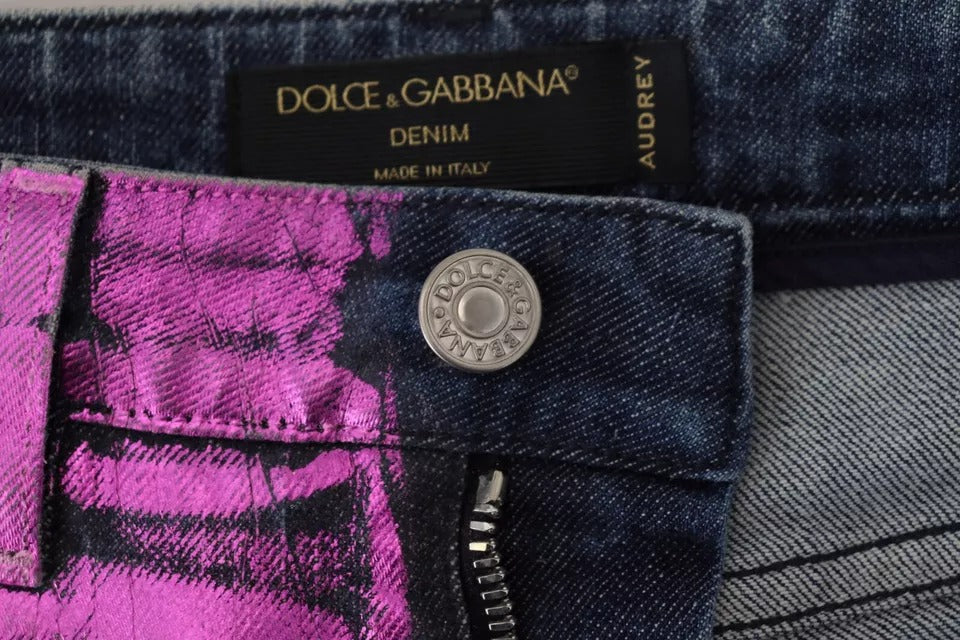 DOLCE & GABBANA®
DENIM
MADE IN ITALY
AUDREY
DOLCE&GABBANA